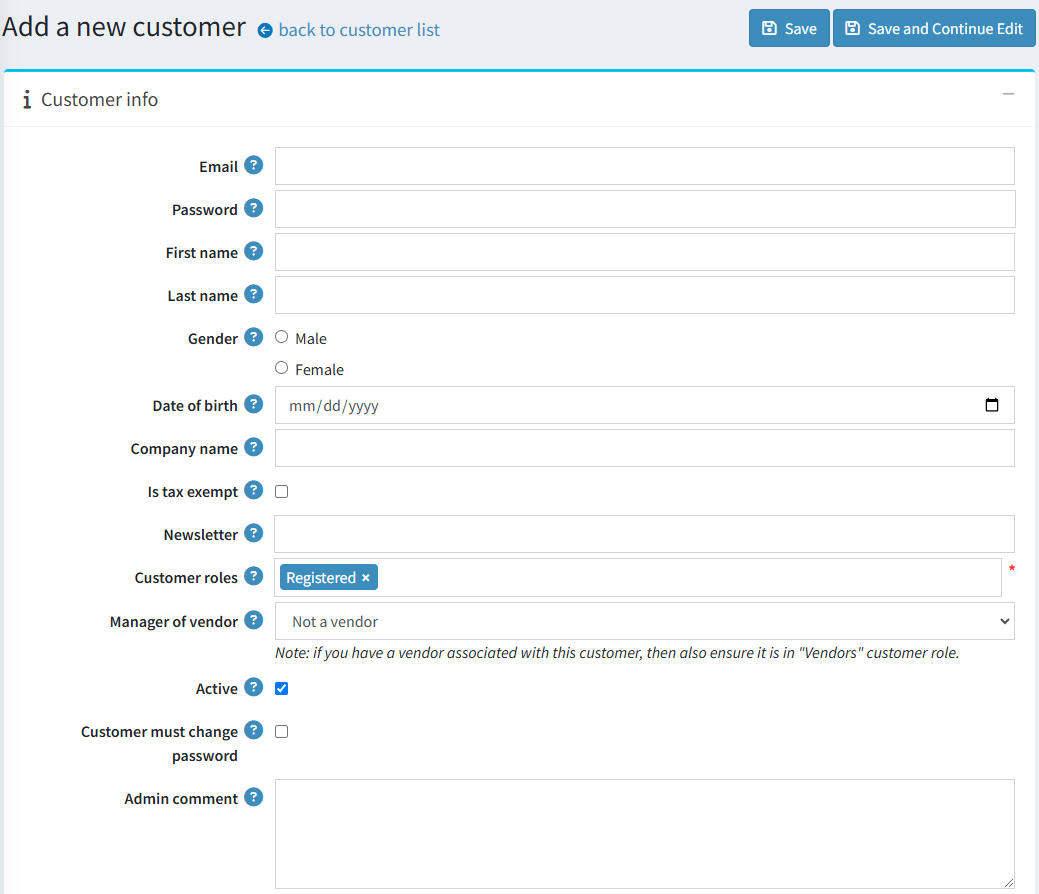 Add a new customer back to customer list Save Save and Continue Edit
Customer info
Email ?
Password ?
First name ?
Last name ?
Gender ? Male
Female
Date of birth ? mm/dd/yyyy
Company name ?
Is tax exempt ?
Newsletter ?
Customer roles ? Registered × *
Manager of vendor ? Not a vendor
Note: if you have a vendor associated with this customer, then also ensure it is in "Vendors" customer role.
Active ?
Customer must change ?
password
Admin comment ?